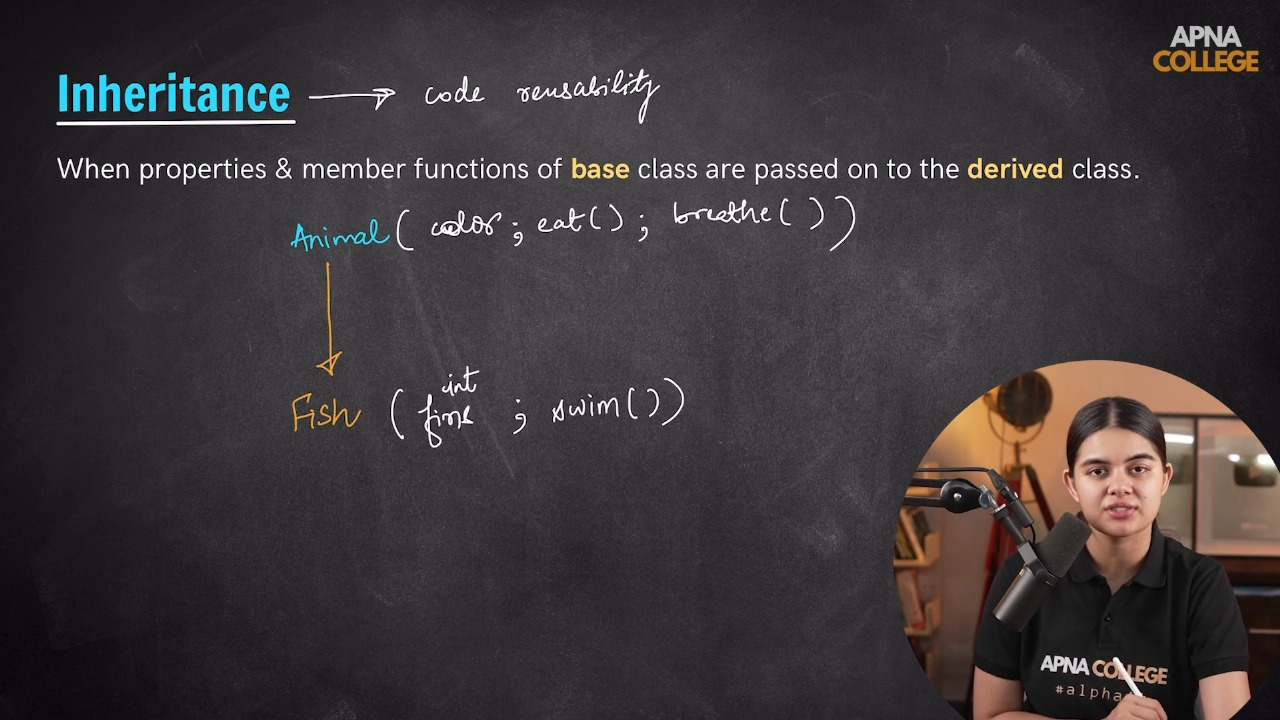 APNA
COLLEGE
Inheritance → code reusability
When properties & member functions of base class are passed on to the derived class.
Animal ( color ; eat() ; breathe( ) )
int
Fish ( fins ; swim( ) )
APNA COLLEGE
#alpha